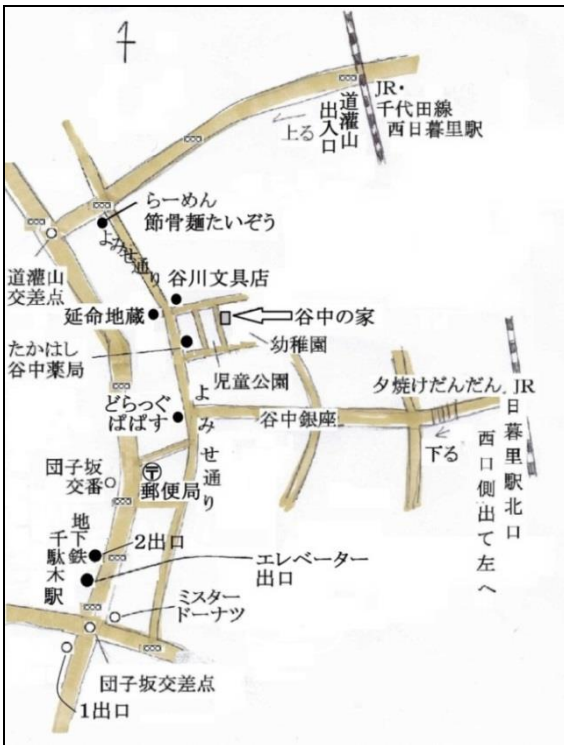 JR・
千代田線
西日暮里駅
道灌山
出入口
上る
らーめん
節骨麺たいぞう
よみせ通り
道灌山
交差点
谷川文具店
延命地蔵
谷中の家
たかはし
谷中薬局
幼稚園
児童公園
どらっぐ
ぱぱす
よみせ通り
谷中銀座
夕焼けだんだん
下る
JR
日暮里駅北口
西口側出て左へ
団子坂
交番
〒
郵便局
地下鉄
千駄木駅
2出口
エレベーター
出口
ミスター
ドーナツ
団子坂交差点
1出口